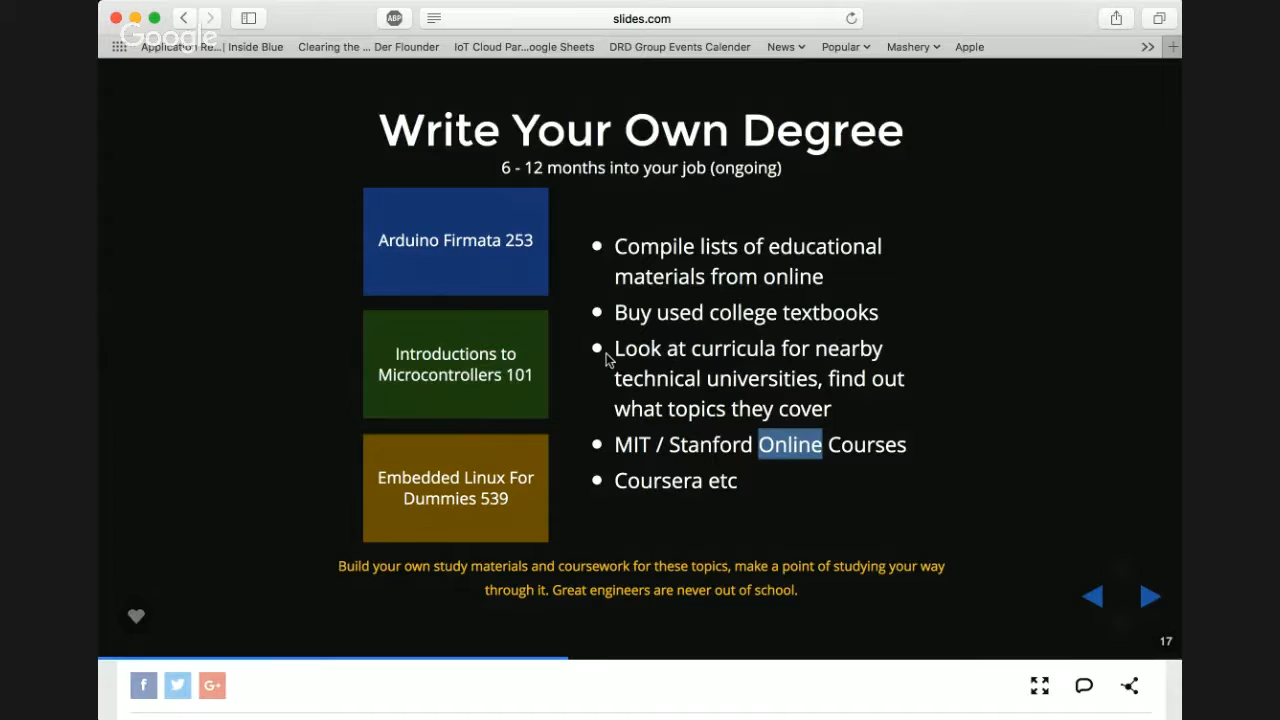 ABP
slides.com
Google
Applicatio Re... | Inside Blue
Clearing the ... Der Flounder
IoT Cloud Par...oogle Sheets
DRD Group Events Calender
News
Popular
Mashery
Apple
Write Your Own Degree
6 - 12 months into your job (ongoing)
Arduino Firmata 253
Introductions to
Microcontrollers 101
Embedded Linux For
Dummies 539
Compile lists of educational
materials from online
Buy used college textbooks
Look at curricula for nearby
technical universities, find out
what topics they cover
MIT / Stanford Online Courses
Coursera etc
Build your own study materials and coursework for these topics, make a point of studying your way
through it. Great engineers are never out of school.
17
f
G+